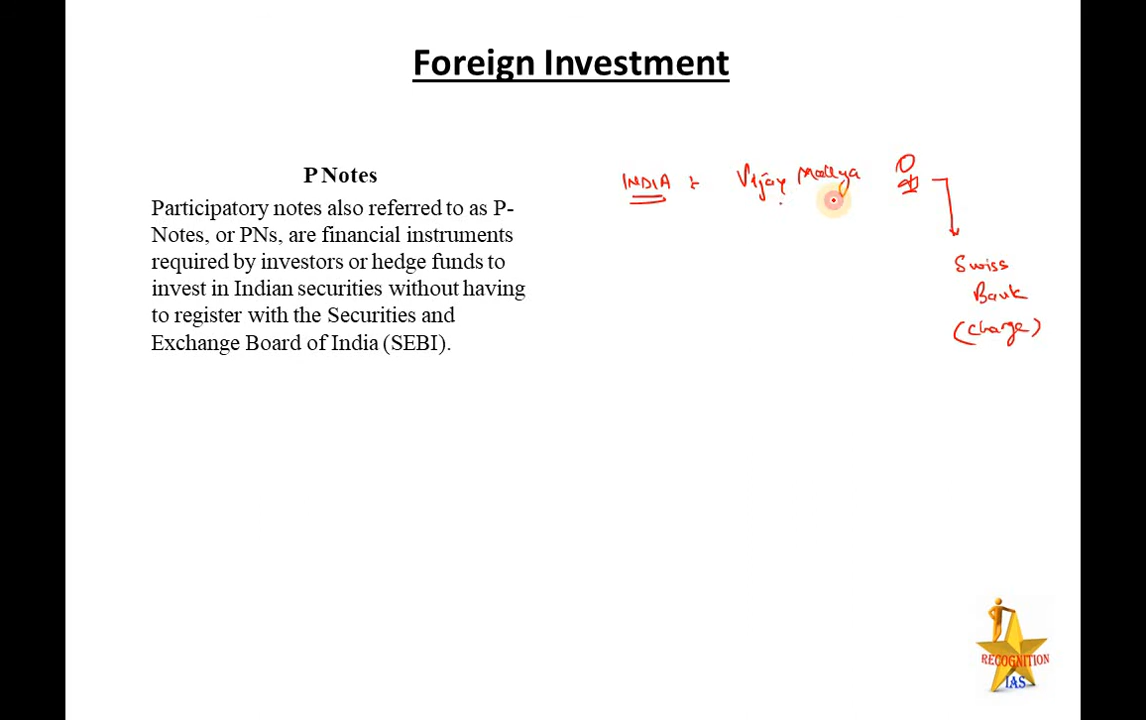 Foreign Investment
P Notes
Participatory notes also referred to as P-
Notes, or PNs, are financial instruments
required by investors or hedge funds to
invest in Indian securities without having
to register with the Securities and
Exchange Board of India (SEBI).
INDIA :
Vijay Mallya
Swiss
Bank
(Charge)
RECOGNITION
IAS